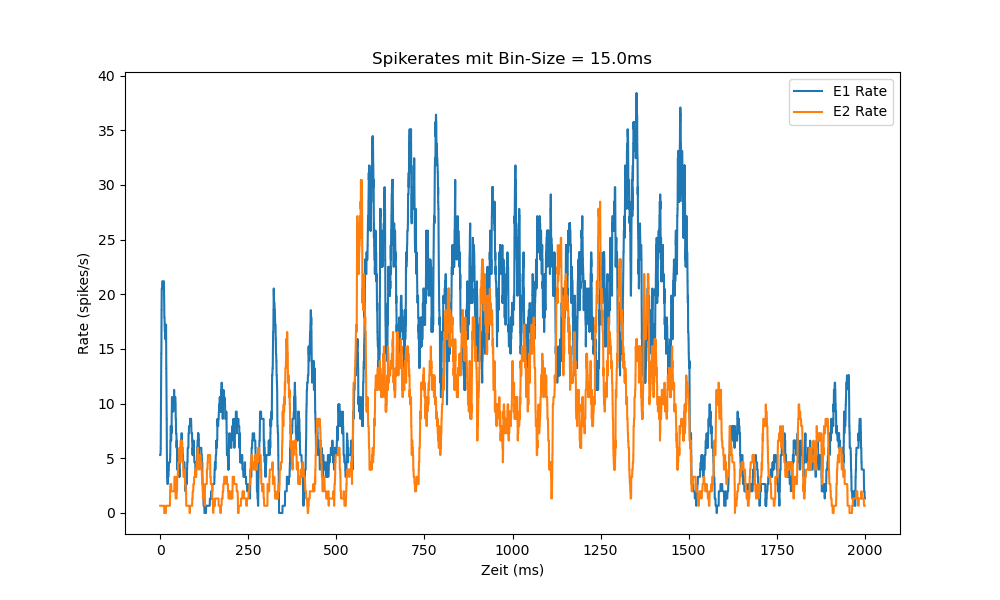 Spikerates mit Bin-Size = 15.0ms
40
35
30
25
20
15
10
5
0
Rate (spikes/s)
E1 Rate
E2 Rate
0 250 500 750 1000 1250 1500 1750 2000
Zeit (ms)